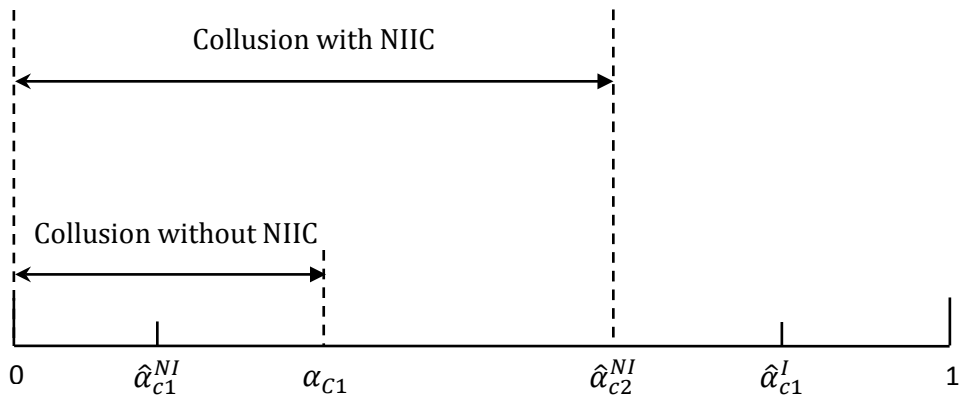 Collusion with NIIC
Collusion without NIIC
0 α̂_{c1}^{NI} α_{C1} α̂_{c2}^{NI} α̂_{c1}^{I} 1